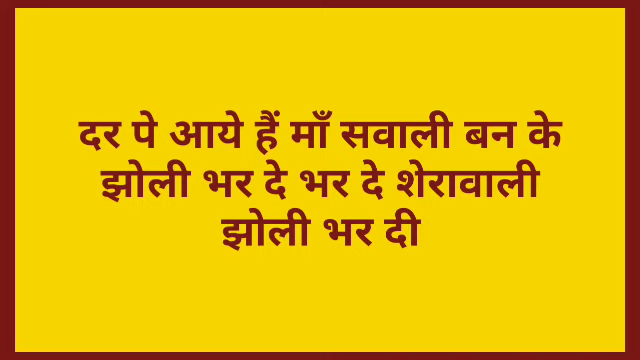 दर पे आये हैं माँ सवाली बन के
झोली भर दे भर दे शेरावाली
झोली भर दी